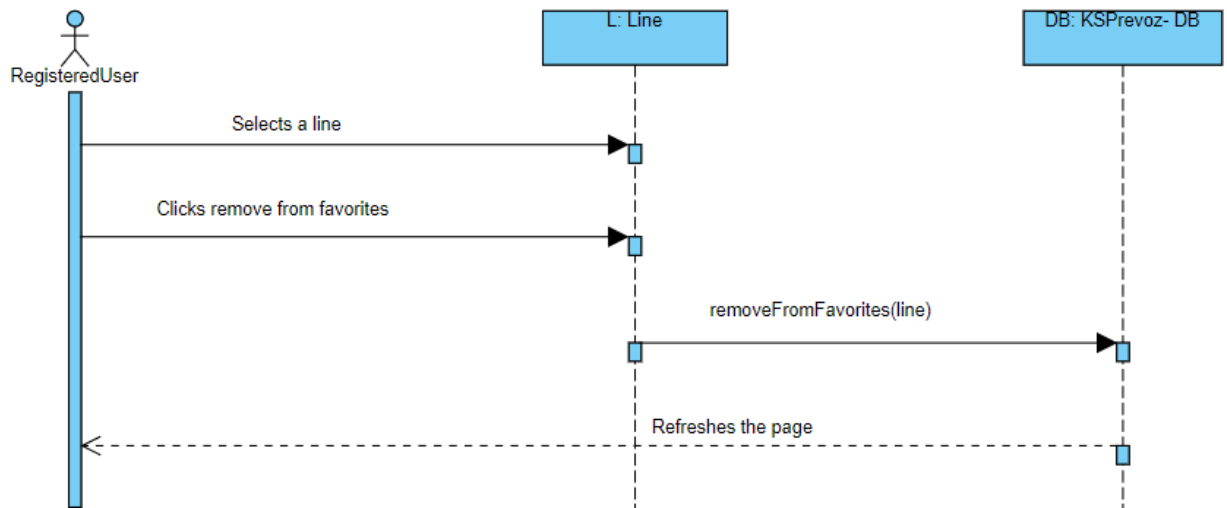 L: Line
DB: KSPrevoz- DB
RegisteredUser
Selects a line
Clicks remove from favorites
removeFromFavorites(line)
Refreshes the page